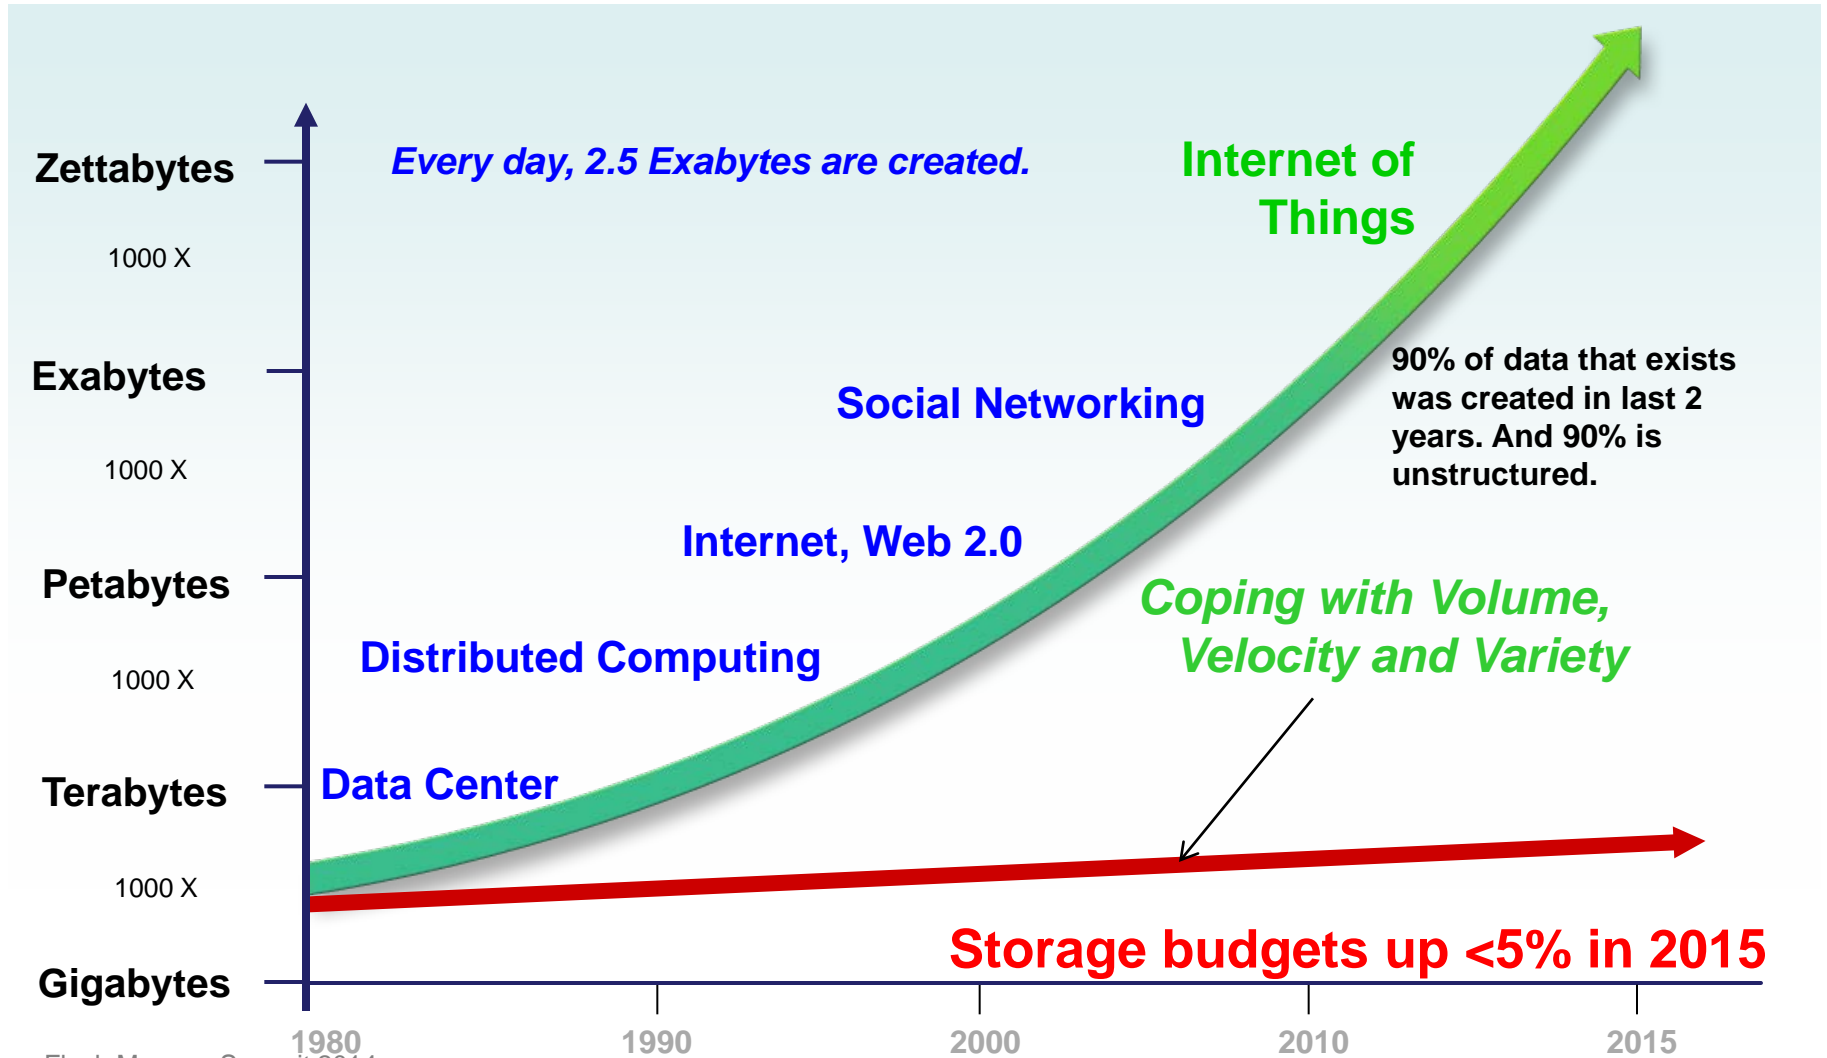 Zettabytes
Every day, 2.5 Exabytes are created.
Internet of
Things
1000 X
Exabytes
90% of data that exists
was created in last 2
years. And 90% is
unstructured.
Social Networking
1000 X
Internet, Web 2.0
Petabytes
Coping with Volume,
Velocity and Variety
Distributed Computing
1000 X
Terabytes
Data Center
1000 X
Storage budgets up <5% in 2015
Gigabytes
1980 1990 2000 2010 2015